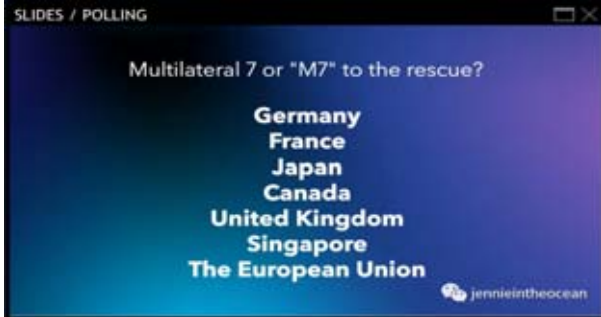 SLIDES / POLLING
Multilateral 7 or "M7" to the rescue?
Germany
France
Japan
Canada
United Kingdom
Singapore
The European Union
jennieintheocean